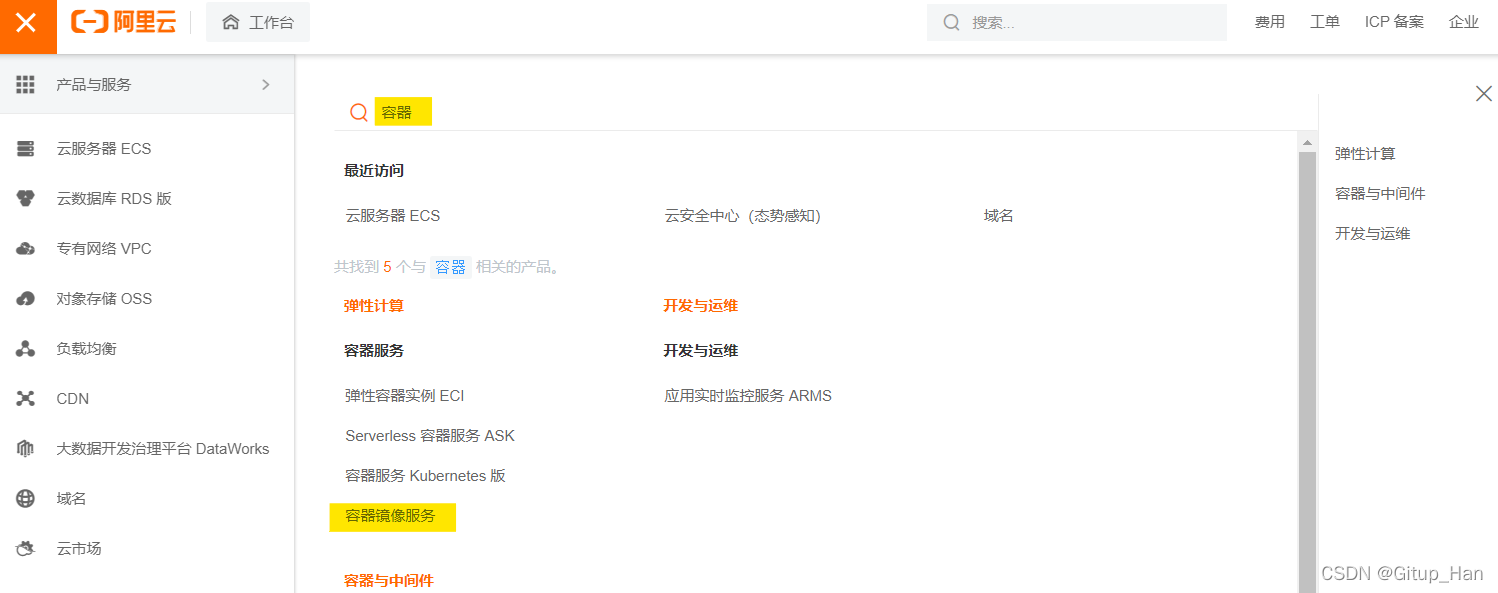 阿里云
工作台
搜索...
费用
工单
ICP 备案
企业
产品与服务
云服务器 ECS
云数据库 RDS 版
专有网络 VPC
对象存储 OSS
负载均衡
CDN
大数据开发治理平台 DataWorks
域名
云市场
容器
最近访问
云服务器 ECS
云安全中心（态势感知）
域名
共找到 5 个与 容器 相关的产品。
弹性计算
开发与运维
容器服务
开发与运维
弹性容器实例 ECI
应用实时监控服务 ARMS
Serverless 容器服务 ASK
容器服务 Kubernetes 版
容器镜像服务
容器与中间件
弹性计算
容器与中间件
开发与运维
CSDN @Gitup_Han